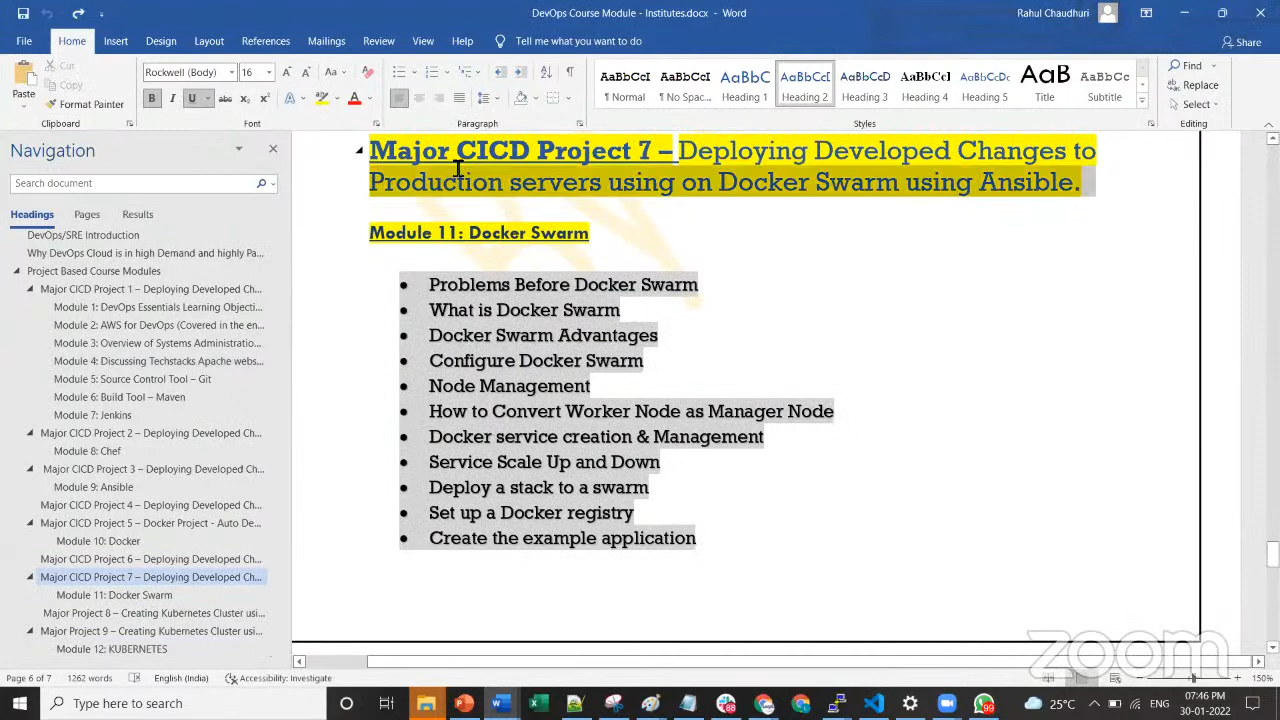 DevOps Course Module - Institutes.docx - Word
Rahul Chaudhuri
File Home Insert Design Layout References Mailings Review View Help Tell me what you want to do
Share
Paste
Cut
Copy
Format Painter
Clipboard
Rockwell (Body) 16
Font
Paragraph
AaBbCcI AaBbCcI AaBbC AaBbCcI AaBbCcD AaBbCcI AaBbCcD AaB AaBbCc
¶ Normal ¶ No Spac... Heading 1 Heading 2 Heading 3 Heading 4 Heading 5 Title Subtitle
Styles
Find
Replace
Select
Editing
Navigation
Search document
Headings Pages Results
DevOps/SRE Introduction
Why DevOps Cloud is in High Demand and highly Pa...
Project Based Course Modules
Major CICD Project 1 – Deploying Developed Ch...
Module 1: DevOps Essentials Learning Objecti...
Module 2: AWS for DevOps (Covered in the en...
Module 3: Overview of Systems Administratio...
Module 4: Discussing Techstacks Apache webs...
Module 5: Source Control Tool – Git
Module 6: Build Tool – Maven
Module 7: Jenkins
Major CICD Project 2 – Deploying Developed Ch...
Module 8: Chef
Major CICD Project 3 – Deploying Developed Ch...
Module 9: Ansible
Major CICD Project 4 – Deploying Developed Ch...
Major CICD Project 5 – Docker Project - Auto De...
Module 10: Docker
Major CICD Project 6 – Deploying Developed Ch...
Major CICD Project 7 – Deploying Developed Ch...
Module 11: Docker Swarm
Major Project 8 – Creating Kubernetes Cluster usi...
Major Project 9 – Creating Kubernetes Cluster usi...
Module 12: KUBERNETES
Major CICD Project 7 – Deploying Developed Changes to
Production servers using on Docker Swarm using Ansible.
Module 11: Docker Swarm
• Problems Before Docker Swarm
• What is Docker Swarm
• Docker Swarm Advantages
• Configure Docker Swarm
• Node Management
• How to Convert Worker Node as Manager Node
• Docker service creation & Management
• Service Scale Up and Down
• Deploy a stack to a swarm
• Set up a Docker registry
• Create the example application
zoom
Page 6 of 7 1262 words English (India) Accessibility: Investigate 150%
Type here to search
99
25°C
ENG
07:46 PM
30-01-2022